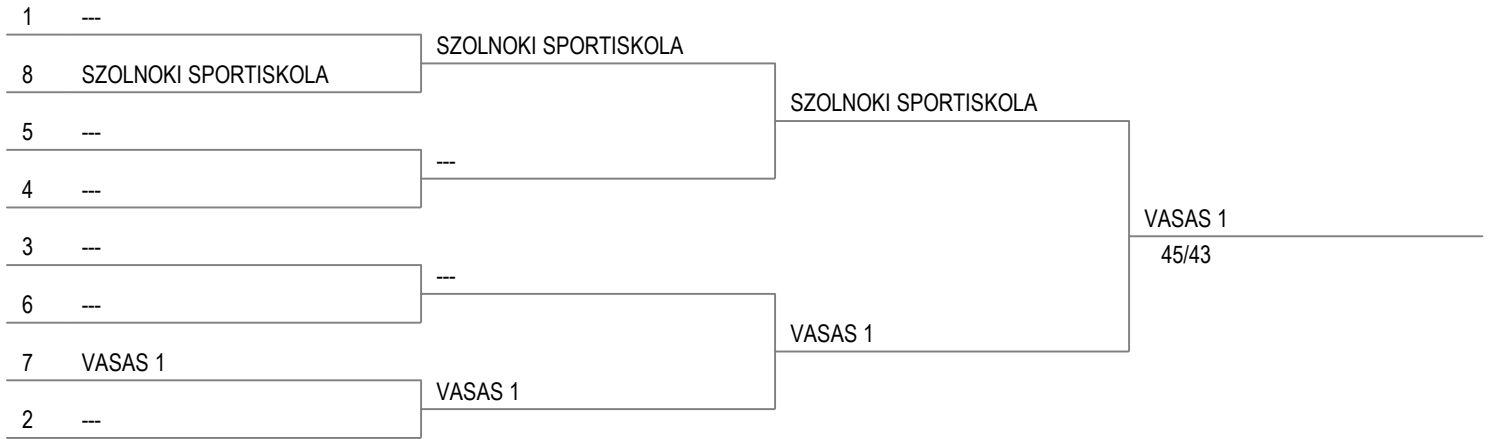 1 ---
SZOLNOKI SPORTISKOLA
8 SZOLNOKI SPORTISKOLA
SZOLNOKI SPORTISKOLA
5 ---
---
4 ---
VASAS 1
45/43
3 ---
---
6 ---
VASAS 1
7 VASAS 1
VASAS 1
2 ---